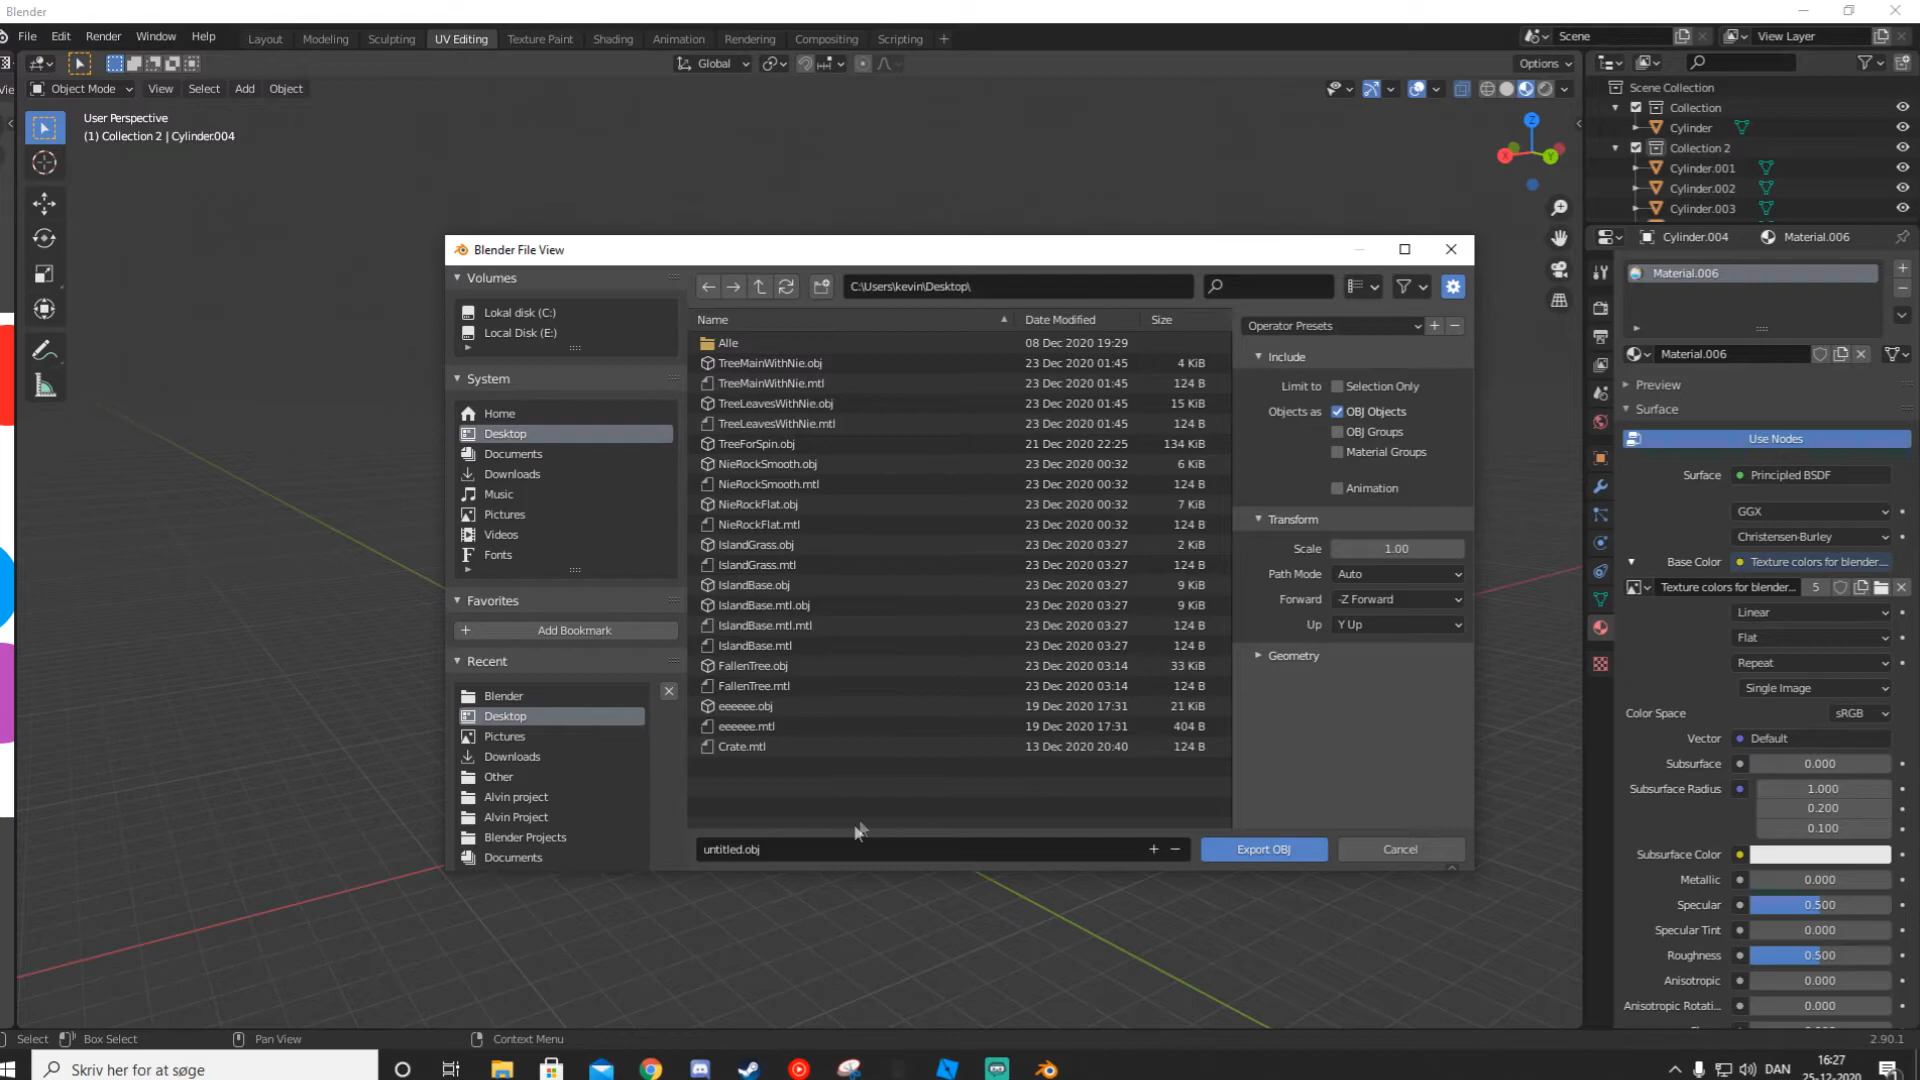 Blender
File Edit Render Window Help
Layout Modeling Sculpting UV Editing Texture Paint Shading Animation Rendering Compositing Scripting +
Scene
View Layer
Global
Options
Object Mode View Select Add Object
User Perspective
(1) Collection 2 | Cylinder.004
Z
X
Y
Scene Collection
Collection
Cylinder
Collection 2
Cylinder.001
Cylinder.002
Cylinder.003
Blender File View
Volumes
Lokal disk (C:)
Local Disk (E:)
System
Home
Desktop
Documents
Downloads
Music
Pictures
Videos
Fonts
Favorites
Add Bookmark
Recent
Blender
Desktop
Pictures
Downloads
Other
Alvin project
Alvin Project
Blender Projects
Documents
C:\Users\kevin\Desktop\
Name Date Modified Size
Alle 08 Dec 2020 19:29
TreeMainWithNie.obj 23 Dec 2020 01:45 4 KiB
TreeMainWithNie.mtl 23 Dec 2020 01:45 124 B
TreeLeavesWithNie.obj 23 Dec 2020 01:45 15 KiB
TreeLeavesWithNie.mtl 23 Dec 2020 01:45 124 B
TreeForSpin.obj 21 Dec 2020 22:25 134 KiB
NieRockSmooth.obj 23 Dec 2020 00:32 6 KiB
NieRockSmooth.mtl 23 Dec 2020 00:32 124 B
NieRockFlat.obj 23 Dec 2020 00:32 7 KiB
NieRockFlat.mtl 23 Dec 2020 00:32 124 B
IslandGrass.obj 23 Dec 2020 03:27 2 KiB
IslandGrass.mtl 23 Dec 2020 03:27 124 B
IslandBase.obj 23 Dec 2020 03:27 9 KiB
IslandBase.mtl.obj 23 Dec 2020 03:27 9 KiB
IslandBase.mtl.mtl 23 Dec 2020 03:27 124 B
IslandBase.mtl 23 Dec 2020 03:27 124 B
FallenTree.obj 23 Dec 2020 03:14 33 KiB
FallenTree.mtl 23 Dec 2020 03:14 124 B
eeeeee.obj 19 Dec 2020 17:31 21 KiB
eeeeee.mtl 19 Dec 2020 17:31 404 B
Crate.mtl 13 Dec 2020 20:40 124 B
untitled.obj
Export OBJ
Cancel
Operator Presets
Include
Limit to Selection Only
Objects as OBJ Objects
OBJ Groups
Material Groups
Animation
Transform
Scale 1.00
Path Mode Auto
Forward -Z Forward
Up Y Up
Geometry
Cylinder.004 Material.006
Material.006
Material.006
Preview
Surface
Use Nodes
Surface Principled BSDF
GGX
Christensen-Burley
Base Color Texture colors for blender....
Texture colors for blender... 5
Linear
Flat
Repeat
Single Image
Color Space sRGB
Vector Default
Subsurface 0.000
Subsurface Radius 1.000
0.200
0.100
Subsurface Color
Metallic 0.000
Specular 0.500
Specular Tint 0.000
Roughness 0.500
Anisotropic 0.000
Anisotropic Rotati... 0.000
Select Box Select Pan View Context Menu 2.90.1
Skriv her for at søge
DAN
16:27
25-12-2020